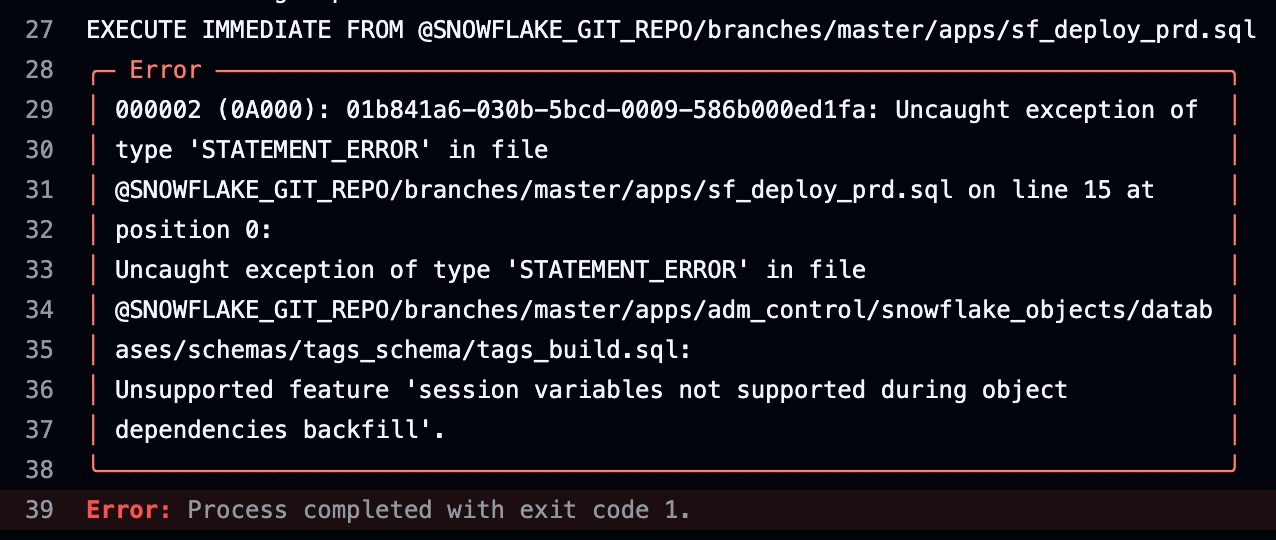 27 EXECUTE IMMEDIATE FROM @SNOWFLAKE_GIT_REPO/branches/master/apps/sf_deploy_prd.sql
28 Error
29 000002 (0A000): 01b841a6-030b-5bcd-0009-586b000ed1fa: Uncaught exception of
30 type 'STATEMENT_ERROR' in file
31 @SNOWFLAKE_GIT_REPO/branches/master/apps/sf_deploy_prd.sql on line 15 at
32 position 0:
33 Uncaught exception of type 'STATEMENT_ERROR' in file
34 @SNOWFLAKE_GIT_REPO/branches/master/apps/adm_control/snowflake_objects/datab
35 ases/schemas/tags_schema/tags_build.sql:
36 Unsupported feature 'session variables not supported during object
37 dependencies backfill'.
38
39 Error: Process completed with exit code 1.